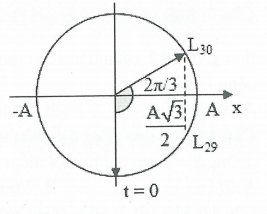 L₃₀
2π/3
-A
A√3/2
A
x
L₂₉
t = 0